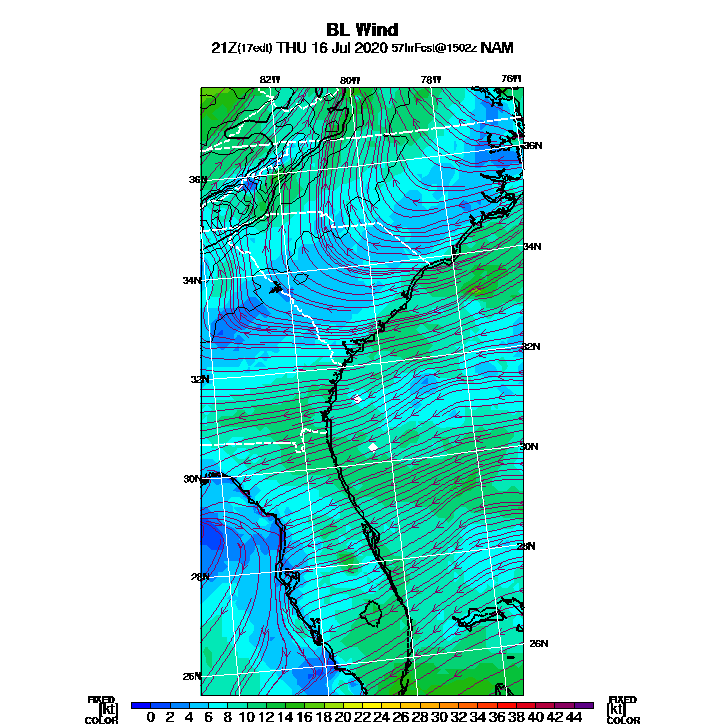 BL Wind
21Z(17edt) THU 16 Jul 2020 57hrFcst@1502z NAM
82W 80W 78W 76W
36N
36N
34N
34N
32N
32N
30N
30N
28N
28N
26N
26N
FIXED FIXED
[kt] [kt]
COLOR COLOR
0 2 4 6 8 10 12 14 16 18 20 22 24 26 28 30 32 34 36 38 40 42 44